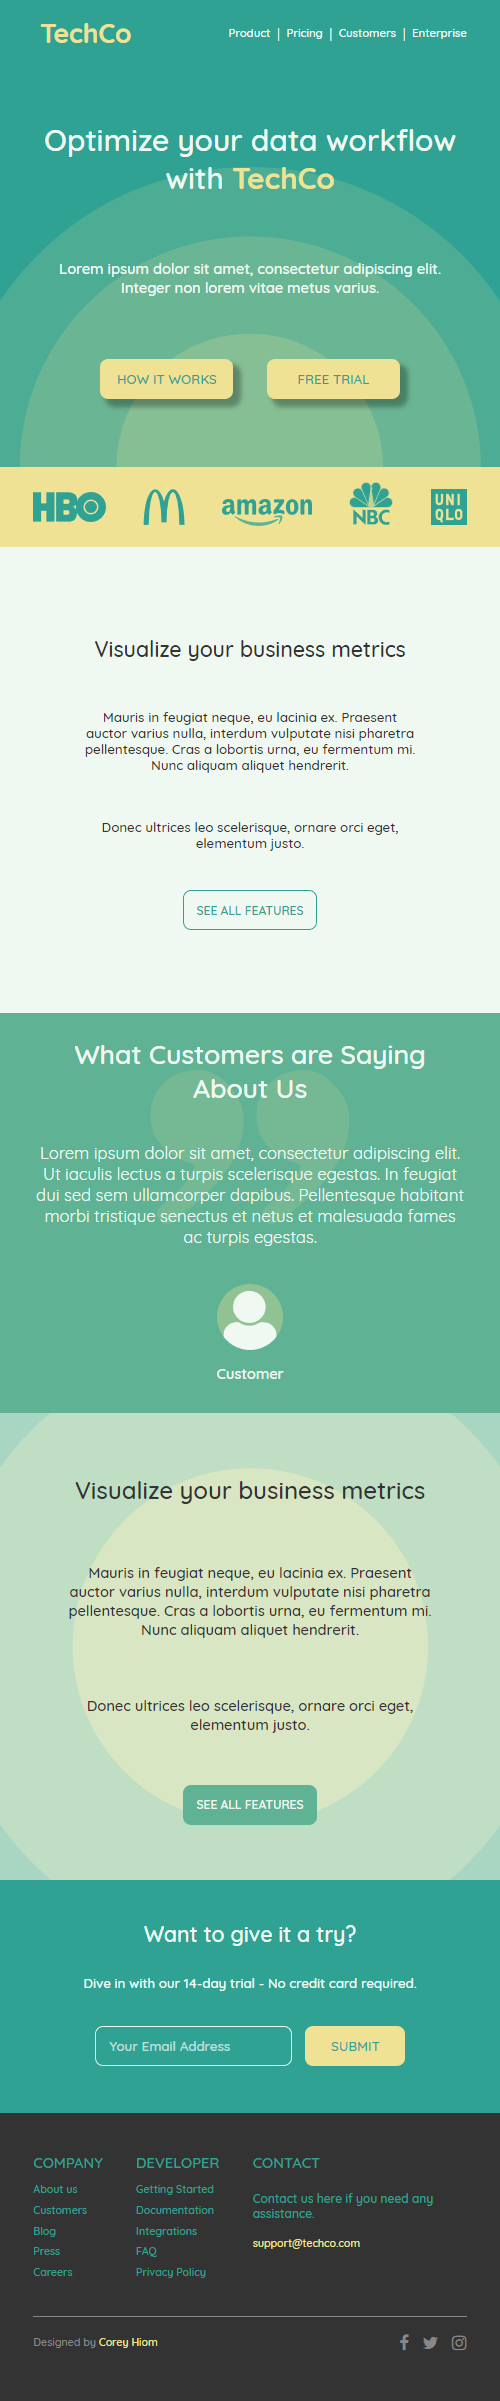 TechCo
Product | Pricing | Customers | Enterprise
Optimize your data workflow
with TechCo
Lorem ipsum dolor sit amet, consectetur adipiscing elit.
Integer non lorem vitae metus varius.
HOW IT WORKS
FREE TRIAL
HBO
amazon
NBC
UNI
QLO
Visualize your business metrics
Mauris in feugiat neque, eu lacinia ex. Praesent
auctor varius nulla, interdum vulputate nisi pharetra
pellentesque. Cras a lobortis urna, eu fermentum mi.
Nunc aliquam aliquet hendrerit.
Donec ultrices leo scelerisque, ornare orci eget,
elementum justo.
SEE ALL FEATURES
What Customers are Saying
About Us
Lorem ipsum dolor sit amet, consectetur adipiscing elit.
Ut iaculis lectus a turpis scelerisque egestas. In feugiat
dui sed sem ullamcorper dapibus. Pellentesque habitant
morbi tristique senectus et netus et malesuada fames
ac turpis egestas.
Customer
Visualize your business metrics
Mauris in feugiat neque, eu lacinia ex. Praesent
auctor varius nulla, interdum vulputate nisi pharetra
pellentesque. Cras a lobortis urna, eu fermentum mi.
Nunc aliquam aliquet hendrerit.
Donec ultrices leo scelerisque, ornare orci eget,
elementum justo.
SEE ALL FEATURES
Want to give it a try?
Dive in with our 14-day trial - No credit card required.
Your Email Address
SUBMIT
COMPANY
About us
Customers
Blog
Press
Careers
DEVELOPER
Getting Started
Documentation
Integrations
FAQ
Privacy Policy
CONTACT
Contact us here if you need any
assistance.
support@techco.com
Designed by Corey Hiom